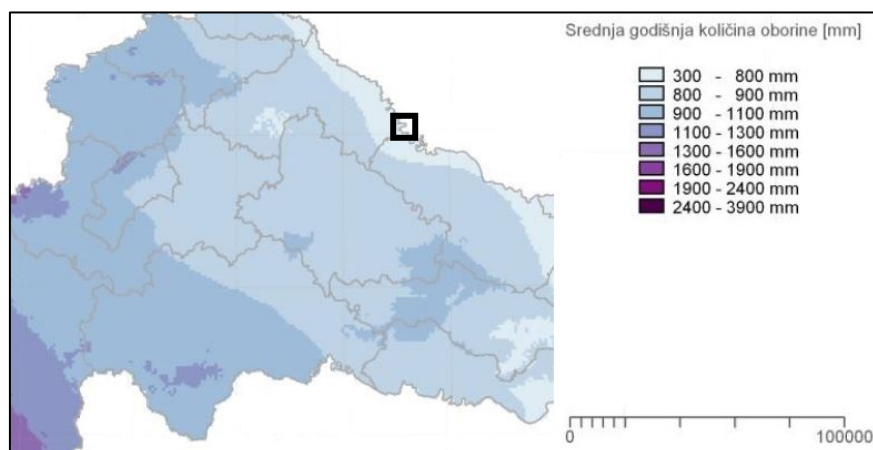 Srednja godišnja količina oborine [mm]
300 - 800 mm
800 - 900 mm
900 - 1100 mm
1100 - 1300 mm
1300 - 1600 mm
1600 - 1900 mm
1900 - 2400 mm
2400 - 3900 mm
0 100000